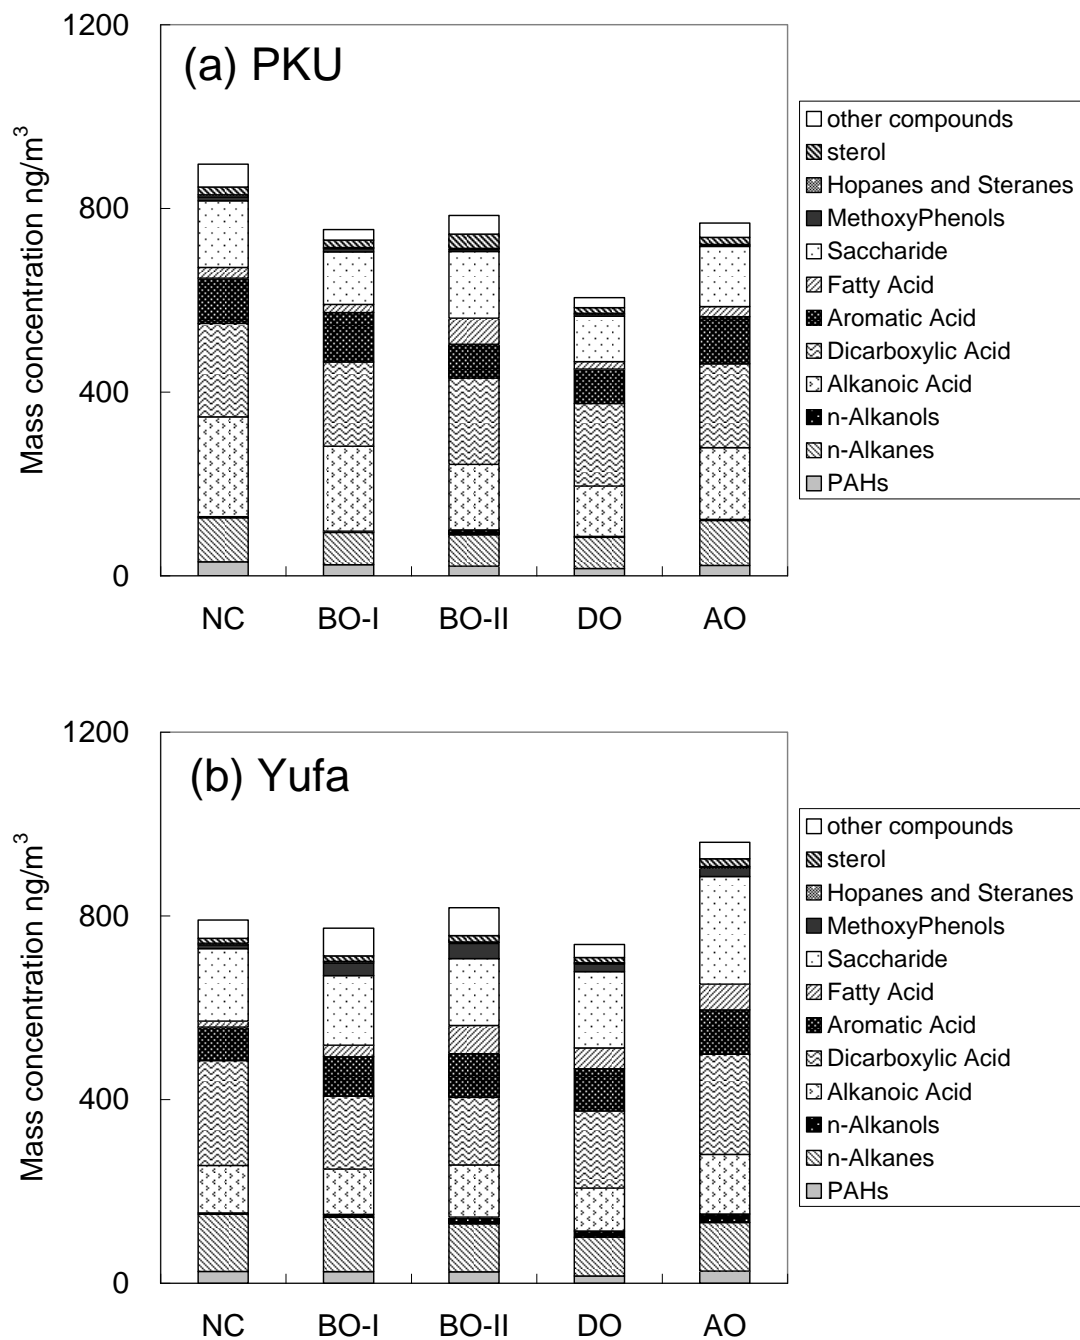 1200
(a) PKU
800
400
0
Mass concentration ng/m³
NC BO-I BO-II DO AO
other compounds
sterol
Hopanes and Steranes
MethoxyPhenols
Saccharide
Fatty Acid
Aromatic Acid
Dicarboxylic Acid
Alkanoic Acid
n-Alkanols
n-Alkanes
PAHs
1200
(b) Yufa
800
400
0
Mass concentration ng/m³
NC BO-I BO-II DO AO
other compounds
sterol
Hopanes and Steranes
MethoxyPhenols
Saccharide
Fatty Acid
Aromatic Acid
Dicarboxylic Acid
Alkanoic Acid
n-Alkanols
n-Alkanes
PAHs